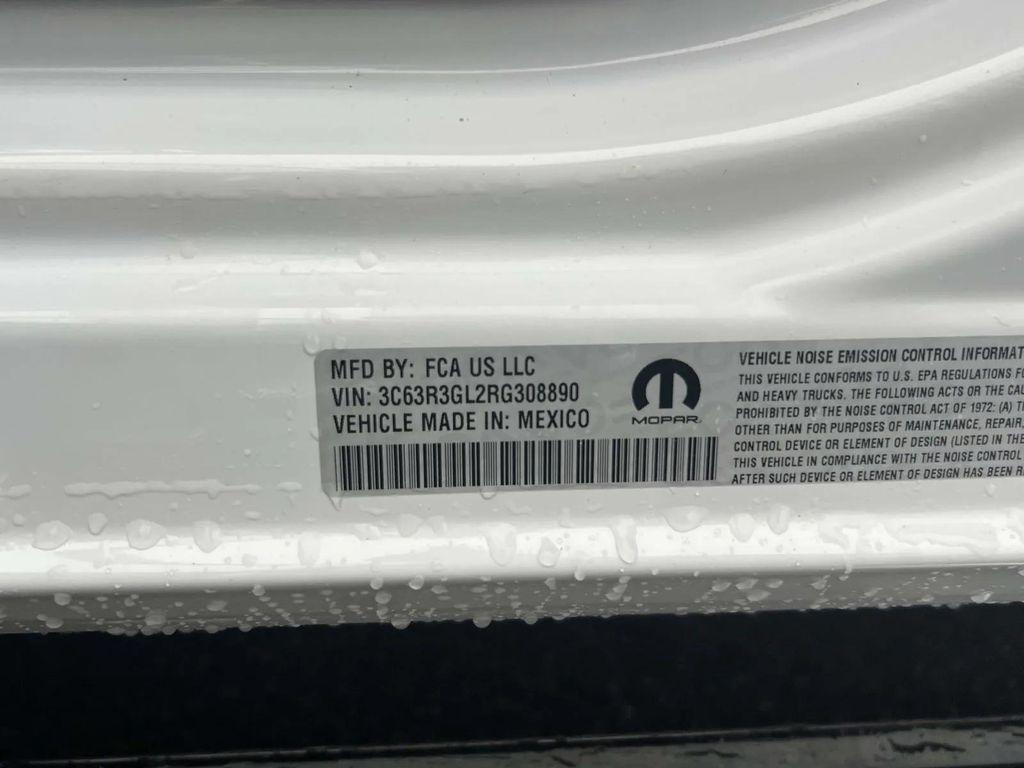 MFD BY: FCA US LLC
VIN: 3C63R3GL2RG308890
VEHICLE MADE IN: MEXICO
MOPAR.
VEHICLE NOISE EMISSION CONTROL
THIS VEHICLE CONFORMS TO U.S. EPA REGULATIONS
AND HEAVY TRUCKS. THE FOLLOWING ACTS OR THE
PROHIBITED BY THE NOISE CONTROL ACT OF 1972: (A)
OTHER THAN FOR PURPOSES OF MAINTENANCE, REPAIR,
CONTROL DEVICE OR ELEMENT OF DESIGN (LISTED IN THE
THIS VEHICLE IN COMPLIANCE WITH THE NOISE CONTROL
AFTER SUCH DEVICE OR ELEMENT OF DESIGN HAS BEEN